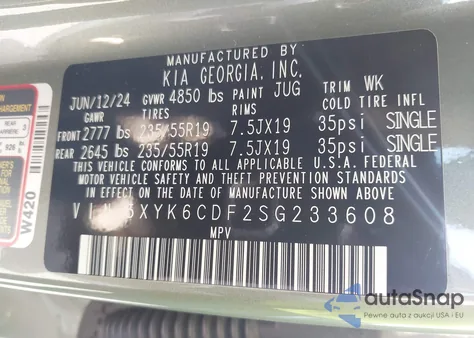 MANUFACTURED BY
KIA GEORGIA, INC.
JUN/12/24 GVWR 4850 lbs PAINT JUG TRIM WK
GAWR TIRES RIMS COLD TIRE INFL
FRONT 2777 lbs 235/55R19 7.5JX19 35psi SINGLE
REAR 2645 lbs 235/55R19 7.5JX19 35psi SINGLE
THIS VEHICLE CONFORMS TO ALL APPLICABLE U.S.A. FEDERAL
MOTOR VEHICLE SAFETY AND THEFT PREVENTION STANDARDS IN
EFFECT ON THE DATE OF MANUFACTURE SHOWN ABOVE.
XYK6CDF2SG233608
MPV
W420
926
autoSnap
Pewne auta z aukcji USA i EU